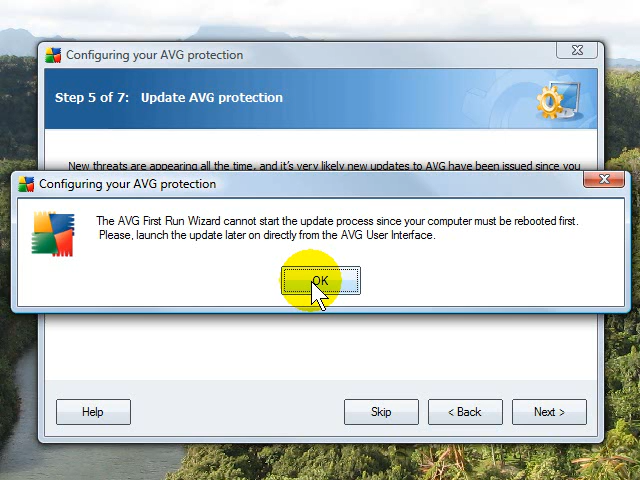 Configuring your AVG protection
Step 5 of 7: Update AVG protection
New threats are appearing all the time, and it's very likely new updates to AVG have been issued since you
Configuring your AVG protection
The AVG First Run Wizard cannot start the update process since your computer must be rebooted first.
Please, launch the update later on directly from the AVG User Interface.
OK
Help
Skip
< Back
Next >